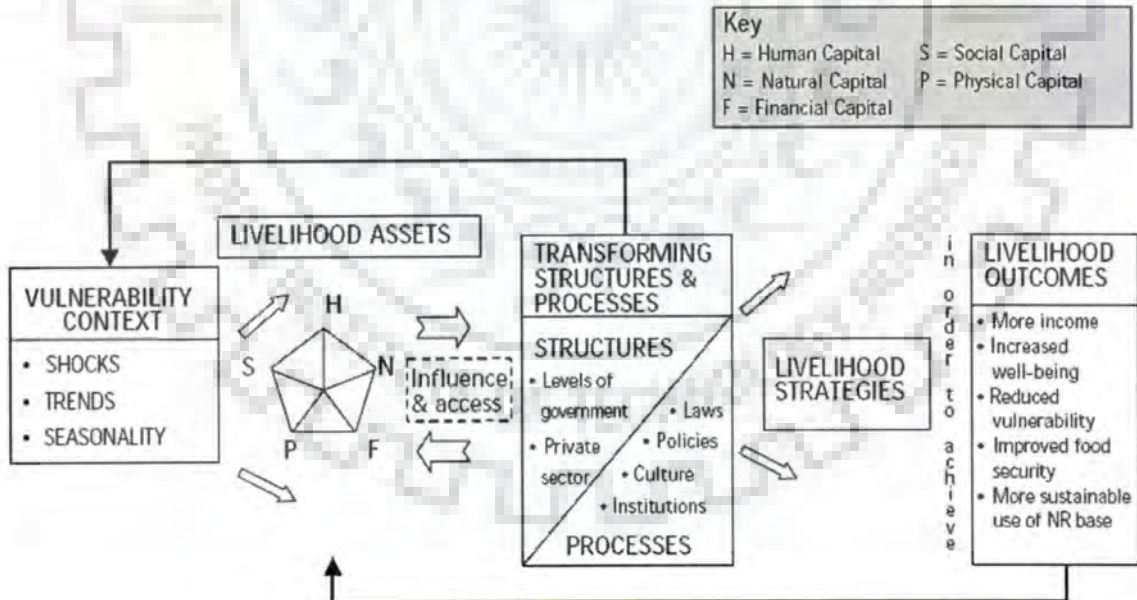 Key
H = Human Capital S = Social Capital
N = Natural Capital P = Physical Capital
F = Financial Capital
LIVELIHOOD ASSETS
VULNERABILITY
CONTEXT
• SHOCKS
• TRENDS
• SEASONALITY
H
S
N
P
F
Influence
& access
TRANSFORMING
STRUCTURES &
PROCESSES
STRUCTURES
• Levels of
government
• Private
sector
• Laws
• Policies
• Culture
• Institutions
PROCESSES
LIVELIHOOD
STRATEGIES
in order to achieve
LIVELIHOOD
OUTCOMES
• More income
• Increased
well-being
• Reduced
vulnerability
• Improved food
security
• More sustainable
use of NR base